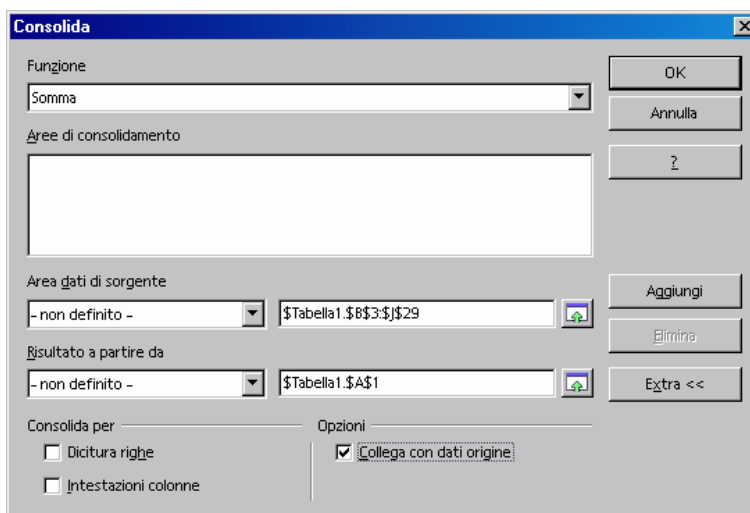 Consolida
Funzione
Somma
Aree di consolidamento
Area dati di sorgente
- non definito -
$Tabella1.$B$3:$J$29
Risultato a partire da
- non definito -
$Tabella1.$A$1
Consolida per
Dicitura righe
Intestazioni colonne
Opzioni
Collega con dati origine
OK
Annulla
?
Aggiungi
Elimina
Extra <<